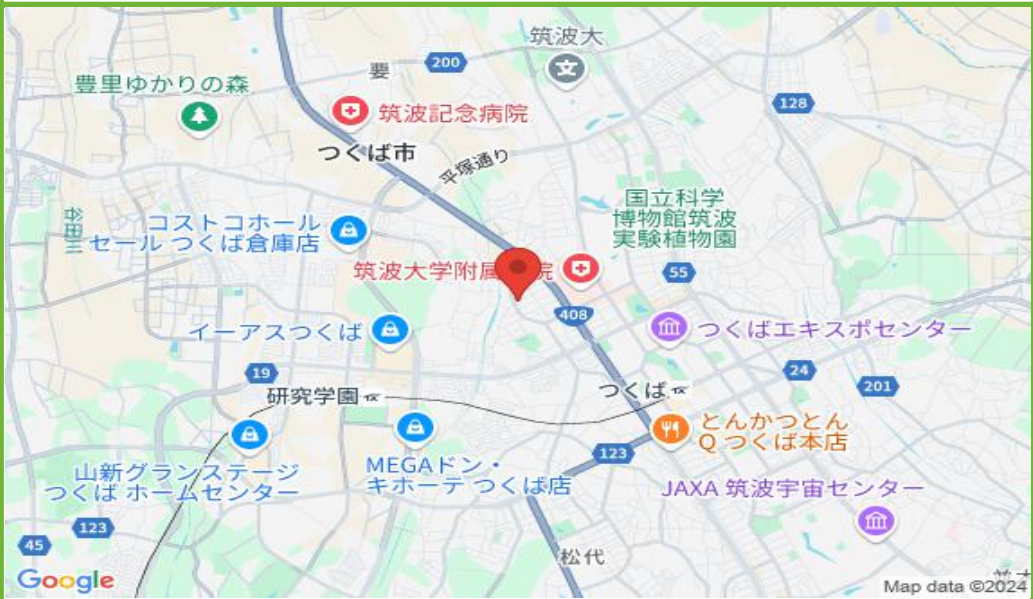 筑波大
200
要
豊里ゆかりの森
128
筑波記念病院
つくば市
平塚通り
国立科学
博物館筑波
実験植物園
谷田川
コストコホール
セール つくば倉庫店
筑波大学附属 院
55
408
イーアスつくば
つくばエキスポセンター
19
24
201
研究学園
つくば
とんかつとん
Q つくば本店
123
MEGAドン・
キホーテ つくば店
山新グランステージ
つくば ホームセンター
JAXA 筑波宇宙センター
123
45
松代
Google
Map data ©2024